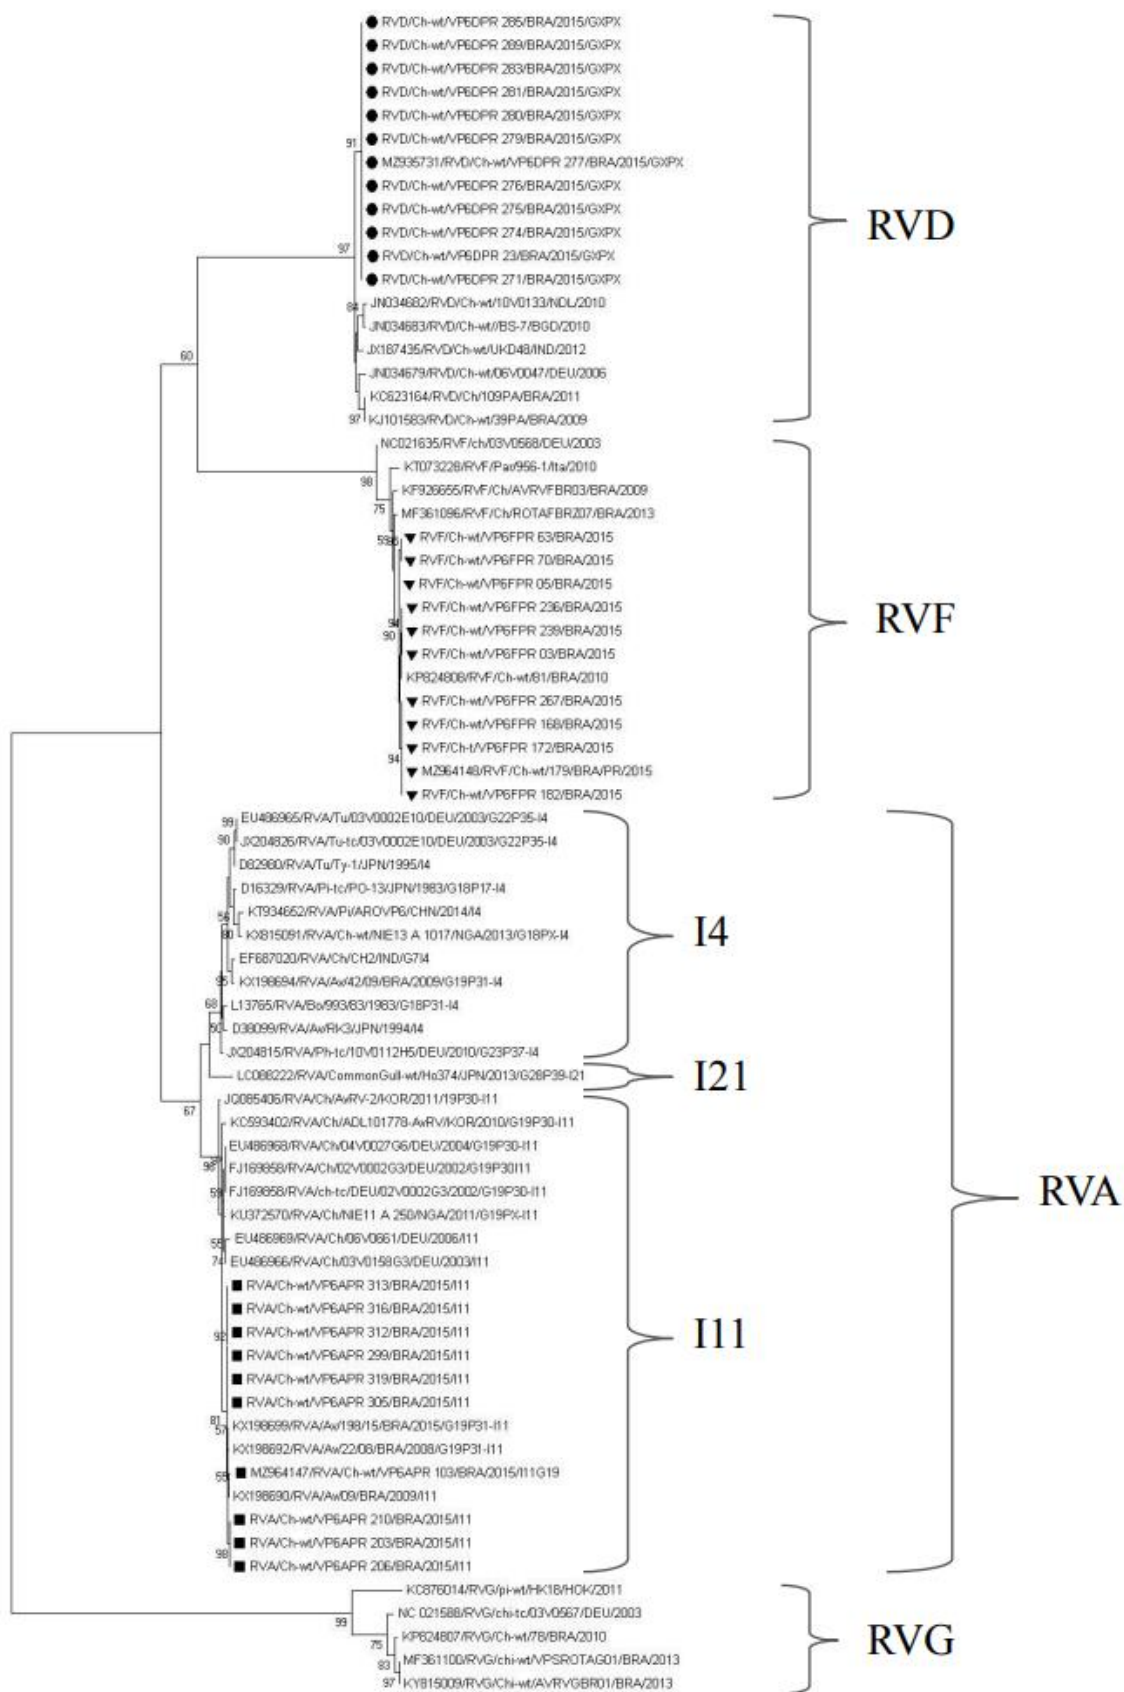 RVD/Ch-wt/VP6DPR 285/BRA/2015/GXPX
RVD/Ch-wt/VP6DPR 289/BRA/2015/GXPX
RVD/Ch-wt/VP6DPR 283/BRA/2015/GXPX
RVD/Ch-wt/VP6DPR 281/BRA/2015/GXPX
RVD/Ch-wt/VP6DPR 280/BRA/2015/GXPX
RVD/Ch-wt/VP6DPR 279/BRA/2015/GXPX
91
MZ935731/RVD/Ch-wt/VP6DPR 277/BRA/2015/GXPX
RVD/Ch-wt/VP6DPR 276/BRA/2015/GXPX
RVD/Ch-wt/VP6DPR 275/BRA/2015/GXPX
RVD
RVD/Ch-wt/VP6DPR 274/BRA/2015/GXPX
97
RVD/Ch-wt/VP6DPR 23/BRA/2015/GXPX
RVD/Ch-wt/VP6DPR 271/BRA/2015/GXPX
84
JN034682/RVD/Ch-wt/10V0133/NDL/2010
JN034683/RVD/Ch-wt//BS-7/BGD/2010
60
JX187435/RVD/Ch-wt/UKD48/IND/2012
JN034679/RVD/Ch-wt/06V0047/DEU/2006
KC623164/RVD/Ch/109PA/BRA/2011
97
KJ101583/RVD/Ch-wt/39PA/BRA/2009
NC021635/RVF/ch/03V0568/DEU/2003
KT073228/RVF/Pav/956-1/Ita/2010
98
KF926655/RVF/Ch/AVRVFBR03/BRA/2009
75
MF361096/RVF/Ch/ROTAFBRZ07/BRA/2013
59
RVF/Ch-wt/VP6FPR 63/BRA/2015
RVF/Ch-wt/VP6FPR 70/BRA/2015
RVF/Ch-wt/VP6FPR 05/BRA/2015
RVF/Ch-wt/VP6FPR 236/BRA/2015
RVF
94
90
RVF/Ch-wt/VP6FPR 239/BRA/2015
RVF/Ch-wt/VP6FPR 03/BRA/2015
KP824808/RVF/Ch-wt/81/BRA/2010
RVF/Ch-wt/VP6FPR 267/BRA/2015
RVF/Ch-wt/VP6FPR 168/BRA/2015
RVF/Ch-t/VP6FPR 172/BRA/2015
94
MZ964148/RVF/Ch-wt/179/BRA/PR/2015
RVF/Ch-wt/VP6FPR 182/BRA/2015
99
EU486965/RVA/Tu/03V0002E10/DEU/2003/G22P35-I4
90
JX204826/RVA/Tu-tc/03V0002E10/DEU/2003/G22P35-I4
D82980/RVA/Tu/Ty-1/JPN/1995/I4
D16329/RVA/Pi-tc/PO-13/JPN/1983/G18P17-I4
56
KT934652/RVA/Pi/AROVP6/CHN/2014/I4
I4
80
KX815091/RVA/Ch-wt/NIE13 A 1017/NGA/2013/G18PX-I4
EF687020/RVA/Ch/CH2/IND/G7I4
95
KX198694/RVA/Av/42/09/BRA/2009/G19P31-I4
68
L13765/RVA/Bo/993/83/1983/G18P31-I4
50
D38099/RVA/Av/RK3/JPN/1994/I4
JX204815/RVA/Ph-tc/10V0112H5/DEU/2010/G23P37-I4
LC088222/RVA/CommonGull-wt/Ho374/JPN/2013/G28P39-I21
I21
67
JQ085406/RVA/Ch/AvRV-2/KOR/2011/19P30-I11
KC593402/RVA/Ch/ADL101778-AvRV/KOR/2010/G19P30-I11
EU486968/RVA/Ch/04V0027G6/DEU/2004/G19P30-I11
98
FJ169858/RVA/Ch/02V0002G3/DEU/2002/G19P30I11
59
FJ169858/RVA/ch-tc/DEU/02V0002G3/2002/G19P30-I11
RVA
KU372570/RVA/Ch/NIE11 A 250/NGA/2011/G19PX-I11
55
EU486969/RVA/Ch/06V0661/DEU/2006/I11
74
EU486966/RVA/Ch/03V0158G3/DEU/2003/I11
RVA/Ch-wt/VP6APR 313/BRA/2015/I11
RVA/Ch-wt/VP6APR 316/BRA/2015/I11
92
RVA/Ch-wt/VP6APR 312/BRA/2015/I11
I11
RVA/Ch-wt/VP6APR 299/BRA/2015/I11
RVA/Ch-wt/VP6APR 319/BRA/2015/I11
RVA/Ch-wt/VP6APR 305/BRA/2015/I11
81
57
KX198699/RVA/Av/198/15/BRA/2015/G19P31-I11
KX198692/RVA/Av22/08/BRA/2008/G19P31-I11
55
MZ964147/RVA/Ch-wt/VP6APR 103/BRA/2015/I11G19
KX198690/RVA/Av09/BRA/2009/I11
RVA/Ch-wt/VP6APR 210/BRA/2015/I11
RVA/Ch-wt/VP6APR 203/BRA/2015/I11
98
RVA/Ch-wt/VP6APR 206/BRA/2015/I11
KC876014/RVG/pi-wt/HK18/HOK/2011
99
NC 021588/RVG/chi-tc/03V0567/DEU/2003
75
KP824807/RVG/Ch-wt/78/BRA/2010
RVG
83
MF361100/RVG/chi-wt/VPSROTAG01/BRA/2013
97
KY815009/RVG/Chi-wt/AVRVGBR01/BRA/2013